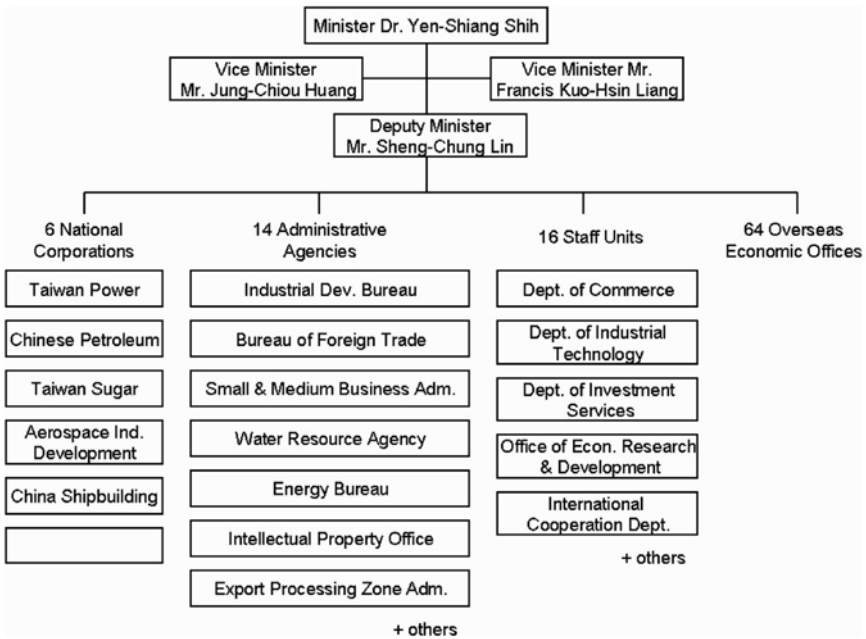 Minister Dr. Yen-Shiang Shih
Vice Minister
Mr. Jung-Chiou Huang
Vice Minister Mr.
Francis Kuo-Hsin Liang
Deputy Minister
Mr. Sheng-Chung Lin
6 National
Corporations
Taiwan Power
Chinese Petroleum
Taiwan Sugar
Aerospace Ind.
Development
China Shipbuilding
14 Administrative
Agencies
Industrial Dev. Bureau
Bureau of Foreign Trade
Small & Medium Business Adm.
Water Resource Agency
Energy Bureau
Intellectual Property Office
Export Processing Zone Adm.
+ others
16 Staff Units
Dept. of Commerce
Dept. of Industrial
Technology
Dept. of Investment
Services
Office of Econ. Research
& Development
International
Cooperation Dept.
+ others
64 Overseas
Economic Offices